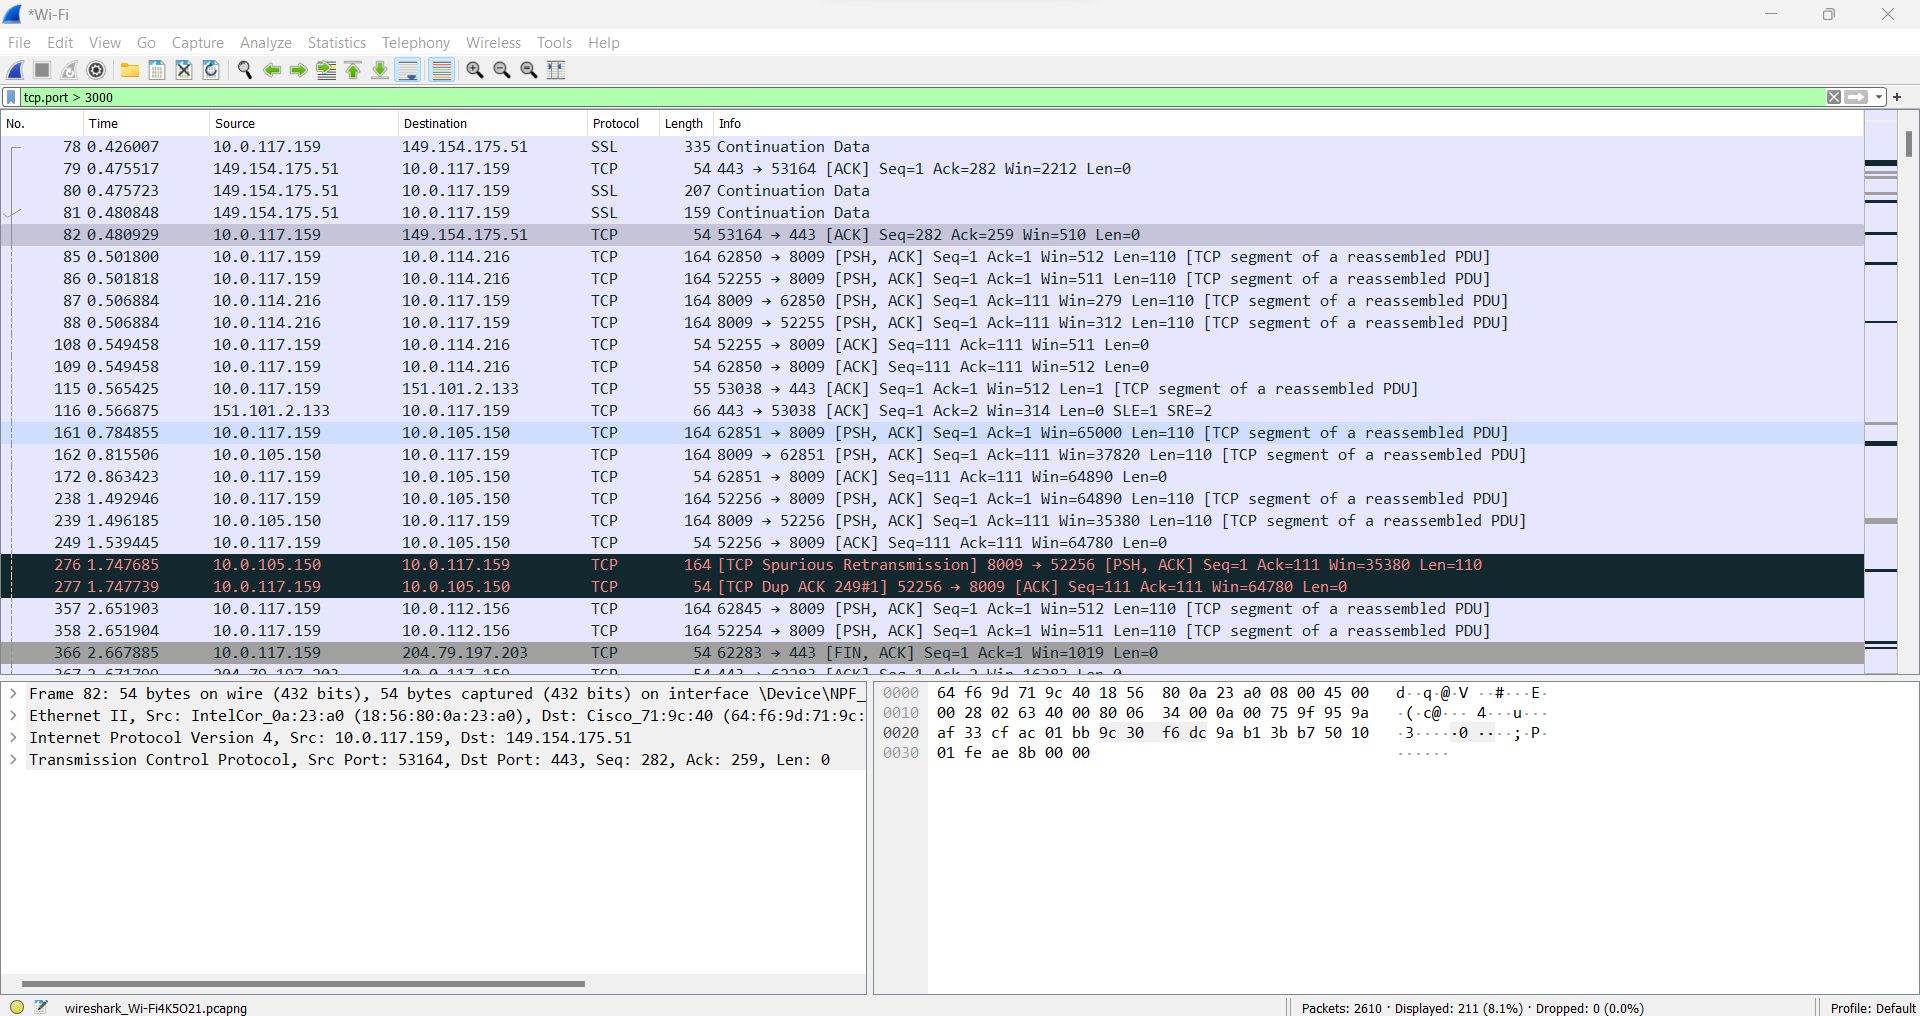 *Wi-Fi
File Edit View Go Capture Analyze Statistics Telephony Wireless Tools Help
tcp.port > 3000
No. Time Source Destination Protocol Length Info
78 0.426007 10.0.117.159 149.154.175.51 SSL 335 Continuation Data
79 0.475517 149.154.175.51 10.0.117.159 TCP 54 443 → 53164 [ACK] Seq=1 Ack=282 Win=2212 Len=0
80 0.475723 149.154.175.51 10.0.117.159 SSL 207 Continuation Data
81 0.480848 149.154.175.51 10.0.117.159 SSL 159 Continuation Data
82 0.480929 10.0.117.159 149.154.175.51 TCP 54 53164 → 443 [ACK] Seq=282 Ack=259 Win=510 Len=0
85 0.501800 10.0.117.159 10.0.114.216 TCP 164 62850 → 8009 [PSH, ACK] Seq=1 Ack=1 Win=512 Len=110 [TCP segment of a reassembled PDU]
86 0.501818 10.0.117.159 10.0.114.216 TCP 164 52255 → 8009 [PSH, ACK] Seq=1 Ack=1 Win=511 Len=110 [TCP segment of a reassembled PDU]
87 0.506884 10.0.114.216 10.0.117.159 TCP 164 8009 → 62850 [PSH, ACK] Seq=1 Ack=111 Win=279 Len=110 [TCP segment of a reassembled PDU]
88 0.506884 10.0.114.216 10.0.117.159 TCP 164 8009 → 52255 [PSH, ACK] Seq=1 Ack=111 Win=312 Len=110 [TCP segment of a reassembled PDU]
108 0.549458 10.0.117.159 10.0.114.216 TCP 54 52255 → 8009 [ACK] Seq=111 Ack=111 Win=511 Len=0
109 0.549458 10.0.117.159 10.0.114.216 TCP 54 62850 → 8009 [ACK] Seq=111 Ack=111 Win=512 Len=0
115 0.565425 10.0.117.159 151.101.2.133 TCP 55 53038 → 443 [ACK] Seq=1 Ack=1 Win=512 Len=1 [TCP segment of a reassembled PDU]
116 0.566875 151.101.2.133 10.0.117.159 TCP 66 443 → 53038 [ACK] Seq=1 Ack=2 Win=314 Len=0 SLE=1 SRE=2
161 0.784855 10.0.117.159 10.0.105.150 TCP 164 62851 → 8009 [PSH, ACK] Seq=1 Ack=1 Win=65000 Len=110 [TCP segment of a reassembled PDU]
162 0.815506 10.0.105.150 10.0.117.159 TCP 164 8009 → 62851 [PSH, ACK] Seq=1 Ack=111 Win=37820 Len=110 [TCP segment of a reassembled PDU]
172 0.863423 10.0.117.159 10.0.105.150 TCP 54 62851 → 8009 [ACK] Seq=111 Ack=111 Win=64890 Len=0
238 1.492946 10.0.117.159 10.0.105.150 TCP 164 52256 → 8009 [PSH, ACK] Seq=1 Ack=1 Win=64890 Len=110 [TCP segment of a reassembled PDU]
239 1.496185 10.0.105.150 10.0.117.159 TCP 164 8009 → 52256 [PSH, ACK] Seq=1 Ack=111 Win=35380 Len=110 [TCP segment of a reassembled PDU]
249 1.539445 10.0.117.159 10.0.105.150 TCP 54 52256 → 8009 [ACK] Seq=111 Ack=111 Win=64780 Len=0
276 1.747685 10.0.105.150 10.0.117.159 TCP 164 [TCP Spurious Retransmission] 8009 → 52256 [PSH, ACK] Seq=1 Ack=111 Win=35380 Len=110
277 1.747739 10.0.117.159 10.0.105.150 TCP 54 [TCP Dup ACK 249#1] 52256 → 8009 [ACK] Seq=111 Ack=111 Win=64780 Len=0
357 2.651903 10.0.117.159 10.0.112.156 TCP 164 62845 → 8009 [PSH, ACK] Seq=1 Ack=1 Win=512 Len=110 [TCP segment of a reassembled PDU]
358 2.651904 10.0.117.159 10.0.112.156 TCP 164 52254 → 8009 [PSH, ACK] Seq=1 Ack=1 Win=511 Len=110 [TCP segment of a reassembled PDU]
366 2.667885 10.0.117.159 204.79.197.203 TCP 54 62283 → 443 [FIN, ACK] Seq=1 Ack=1 Win=1019 Len=0
Frame 82: 54 bytes on wire (432 bits), 54 bytes captured (432 bits) on interface \Device\NPF_
Ethernet II, Src: IntelCor_0a:23:a0 (18:56:80:0a:23:a0), Dst: Cisco_71:9c:40 (64:f6:9d:71:9c:
Internet Protocol Version 4, Src: 10.0.117.159, Dst: 149.154.175.51
Transmission Control Protocol, Src Port: 53164, Dst Port: 443, Seq: 282, Ack: 259, Len: 0
0000 64 f6 9d 71 9c 40 18 56 80 0a 23 a0 08 00 45 00 d··q·@·V ··#···E·
0010 00 28 02 63 40 00 80 06 34 00 0a 00 75 9f 95 9a ·(·c@··· 4···u···
0020 af 33 cf ac 01 bb 9c 30 f6 dc 9a b1 3b b7 50 10 ·3·····0 ····;·P·
0030 01 fe ae 8b 00 00 ······
wireshark_Wi-Fi4K5O21.pcapng
Packets: 2610 · Displayed: 211 (8.1%) · Dropped: 0 (0.0%)
Profile: Default